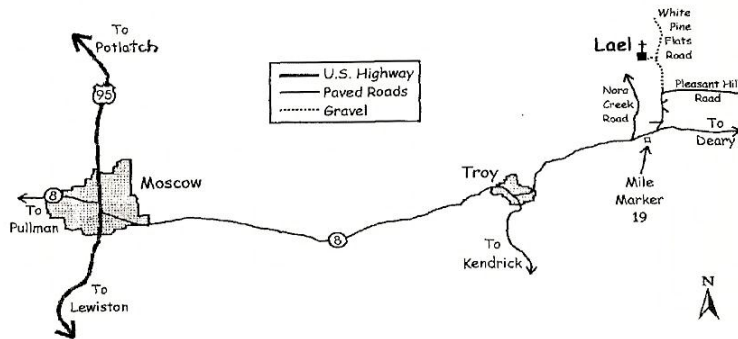 To
Potlatch
95
U.S. Highway
Paved Roads
Gravel
White
Pine
Flats
Road
Lael
Nora
Creek
Road
Pleasant Hill
Road
To
Deary
Mile
Marker
19
Troy
To
Kendrick
Moscow
8
To
Pullman
8
To
Lewiston
N